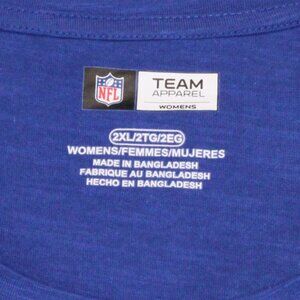 NFL
TEAM
APPAREL
WOMENS
2XL/2TG/2EG
WOMENS/FEMMES/MUJERES
MADE IN BANGLADESH
FABRIQUE AU BANGLADESH
HECHO EN BANGLADESH